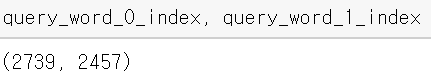 query_word_0_index, query_word_1_index
(2739, 2457)